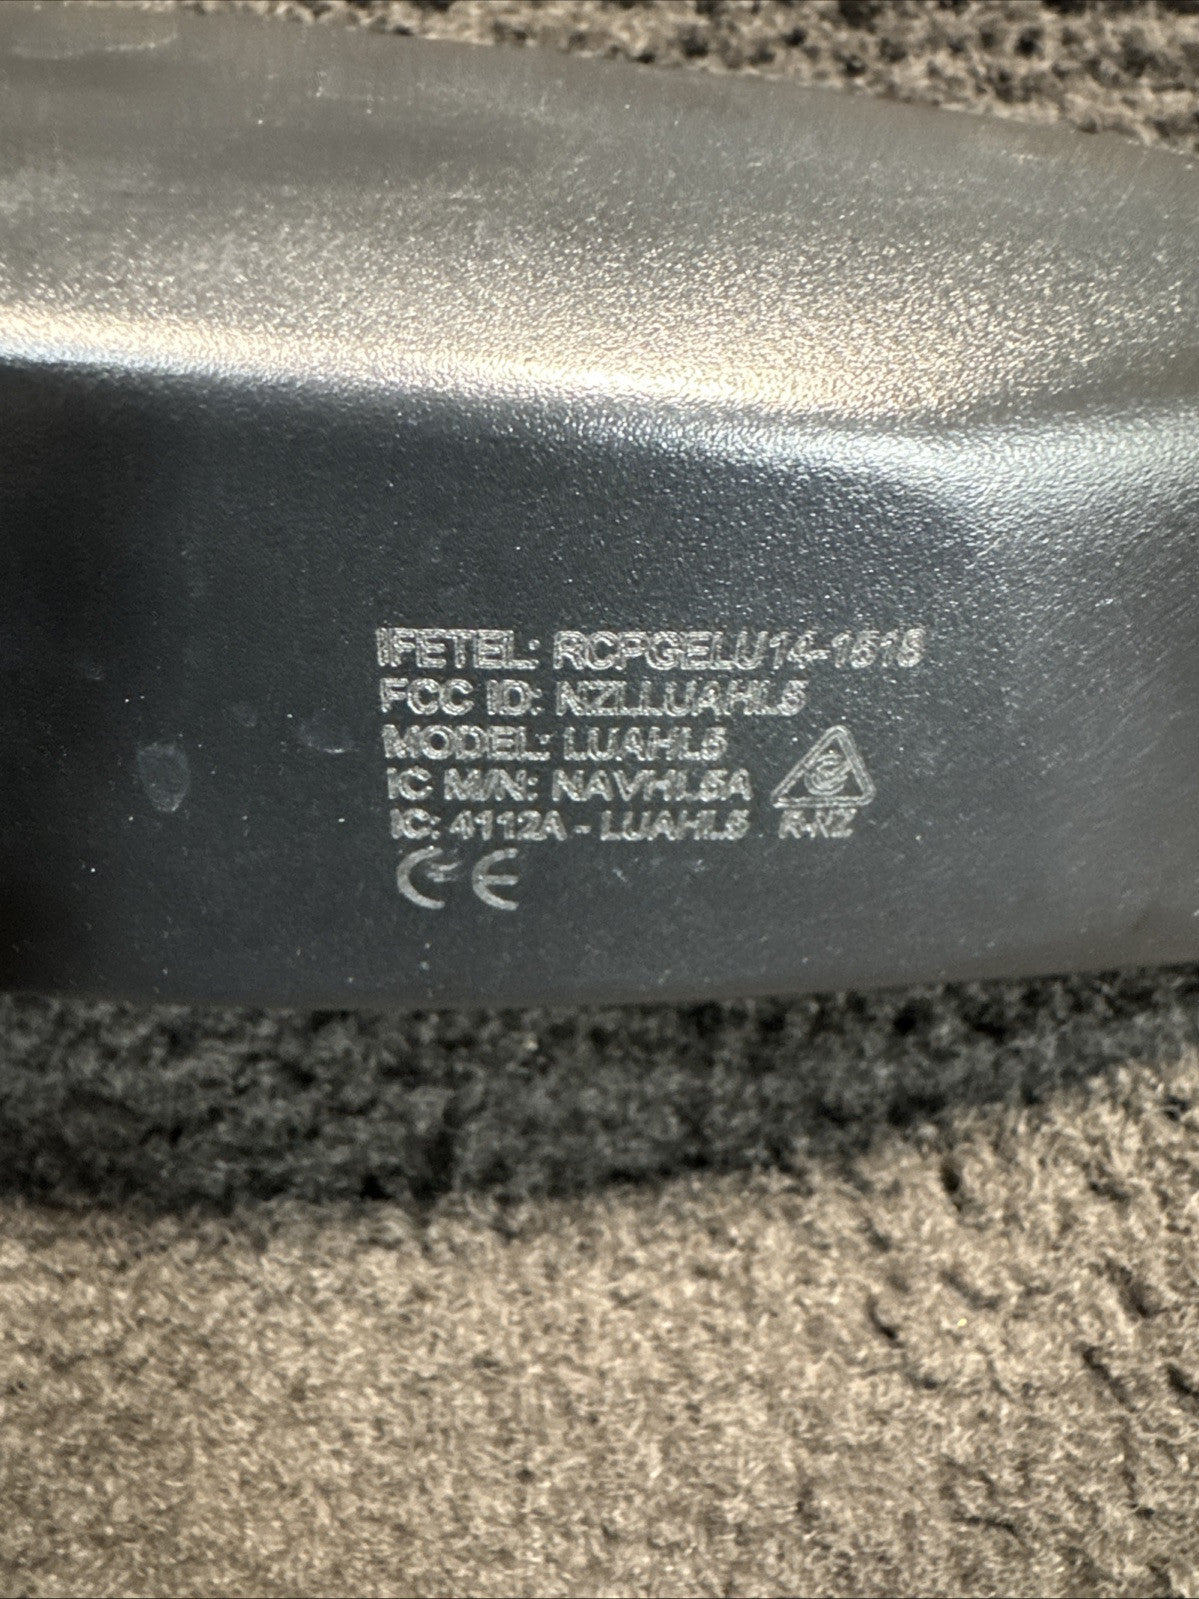 IFETEL: RCPGELU14-1518
FCC ID: NZLLUAHL5
MODEL: LUAHL5
IC M/N: NAVHL5A
IC: 4112A - LUAHL5 R-NZ
CE